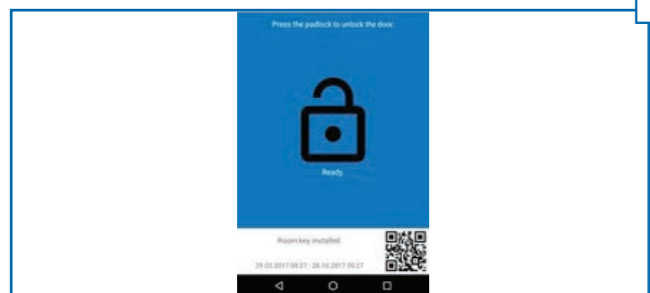 Press the padlock to unlock the door.
Ready.
Room key installed
29.03.2017 09:27 - 28.10.2017 09:27